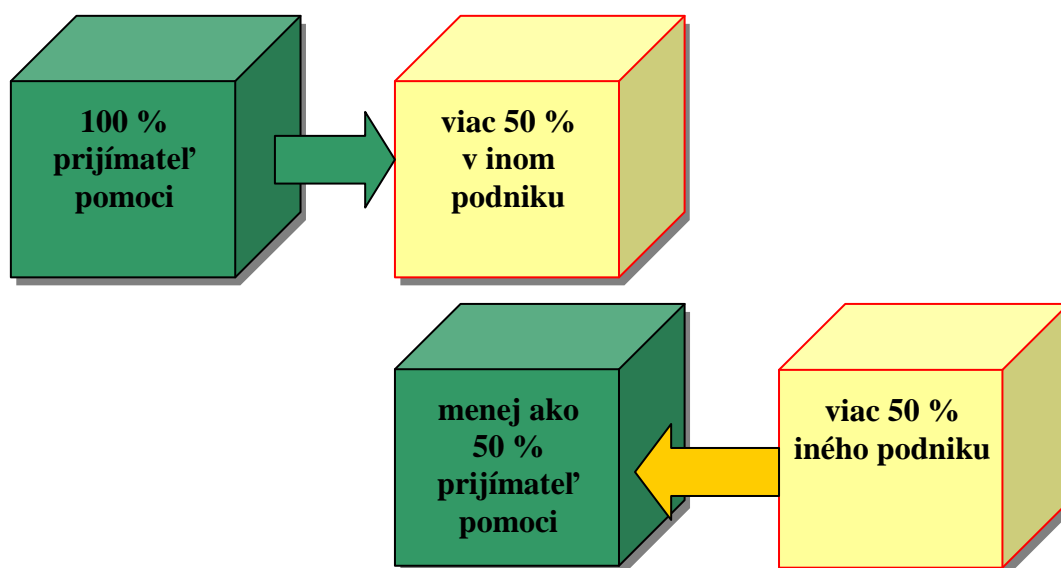 100 %
prijímateľ
pomoci
viac 50 %
v inom
podniku
menej ako
50 %
prijímateľ
pomoci
viac 50 %
iného podniku